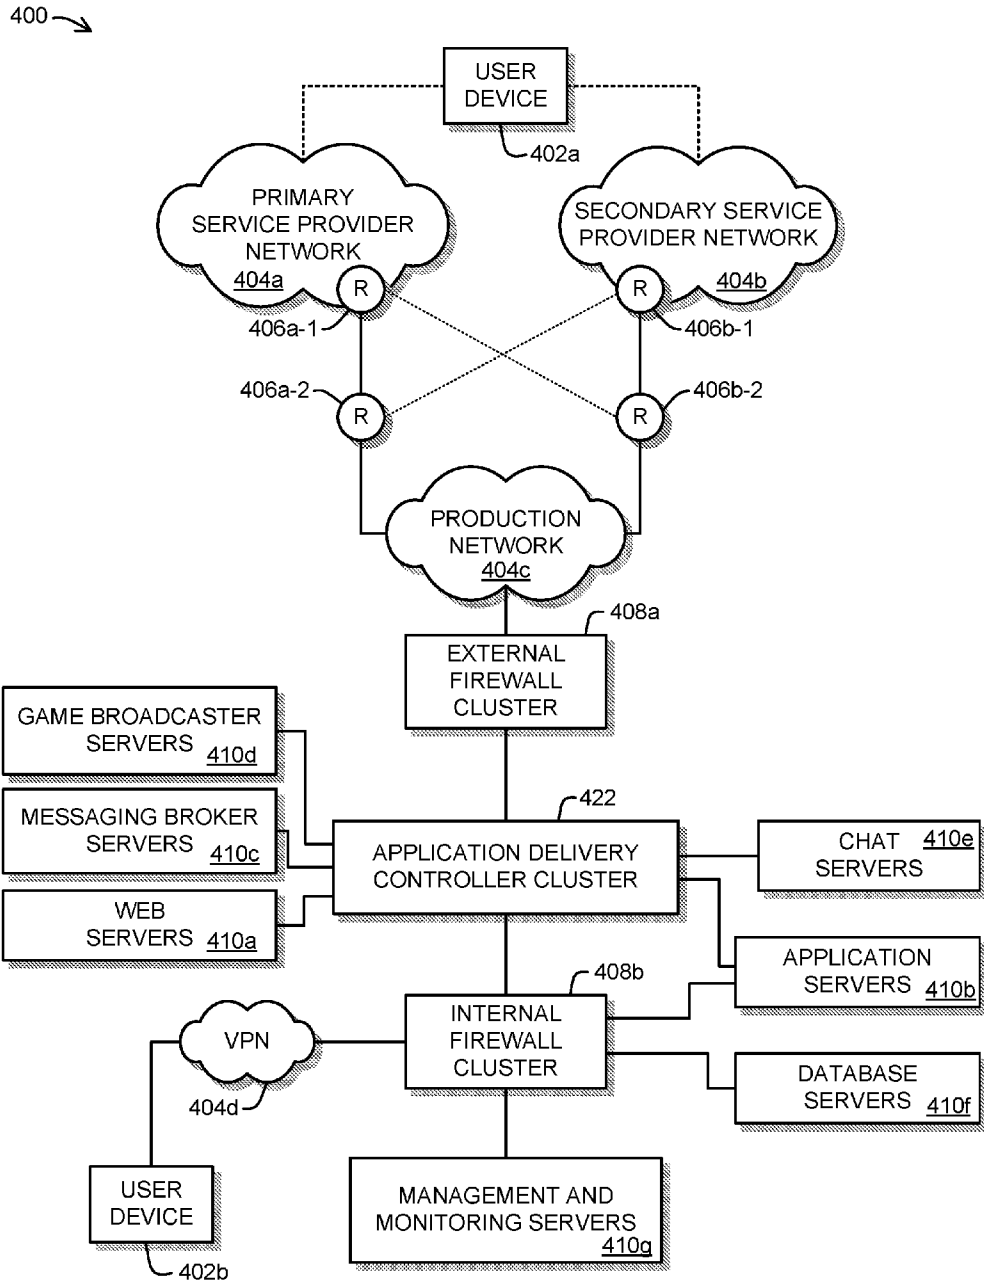 400
USER
DEVICE
402a
PRIMARY
SERVICE PROVIDER
NETWORK
404a
SECONDARY SERVICE
PROVIDER NETWORK
404b
R
R
406a-1
406b-1
406a-2
406b-2
R
R
PRODUCTION
NETWORK
404c
408a
EXTERNAL
FIREWALL
CLUSTER
GAME BROADCASTER
SERVERS 410d
MESSAGING BROKER
SERVERS 410c
WEB
SERVERS 410a
422
APPLICATION DELIVERY
CONTROLLER CLUSTER
CHAT 410e
SERVERS
APPLICATION
SERVERS 410b
408b
INTERNAL
FIREWALL
CLUSTER
VPN
404d
DATABASE
SERVERS 410f
USER
DEVICE
402b
MANAGEMENT AND
MONITORING SERVERS
410g